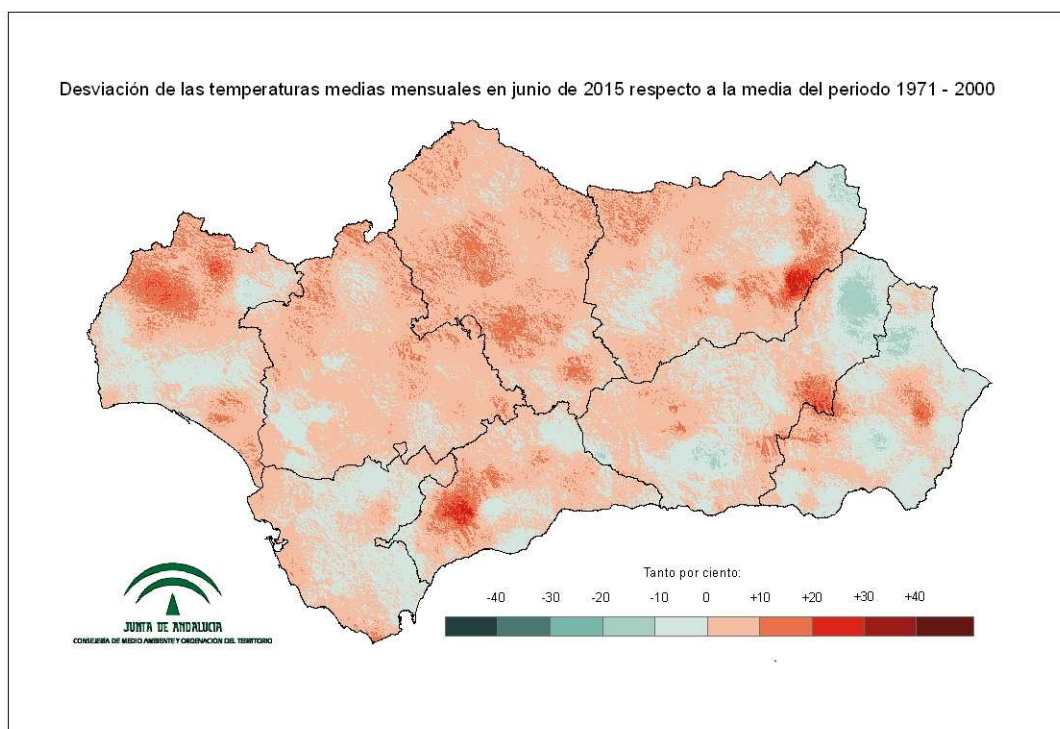 Desviación de las temperaturas medias mensuales en junio de 2015 respecto a la media del periodo 1971 - 2000
Tanto por ciento:
-40 -30 -20 -10 0 +10 +20 +30 +40
JUNTA DE ANDALUCIA
CONSEJERÍA DE MEDIO AMBIENTE Y ORDENACIÓN DEL TERRITORIO